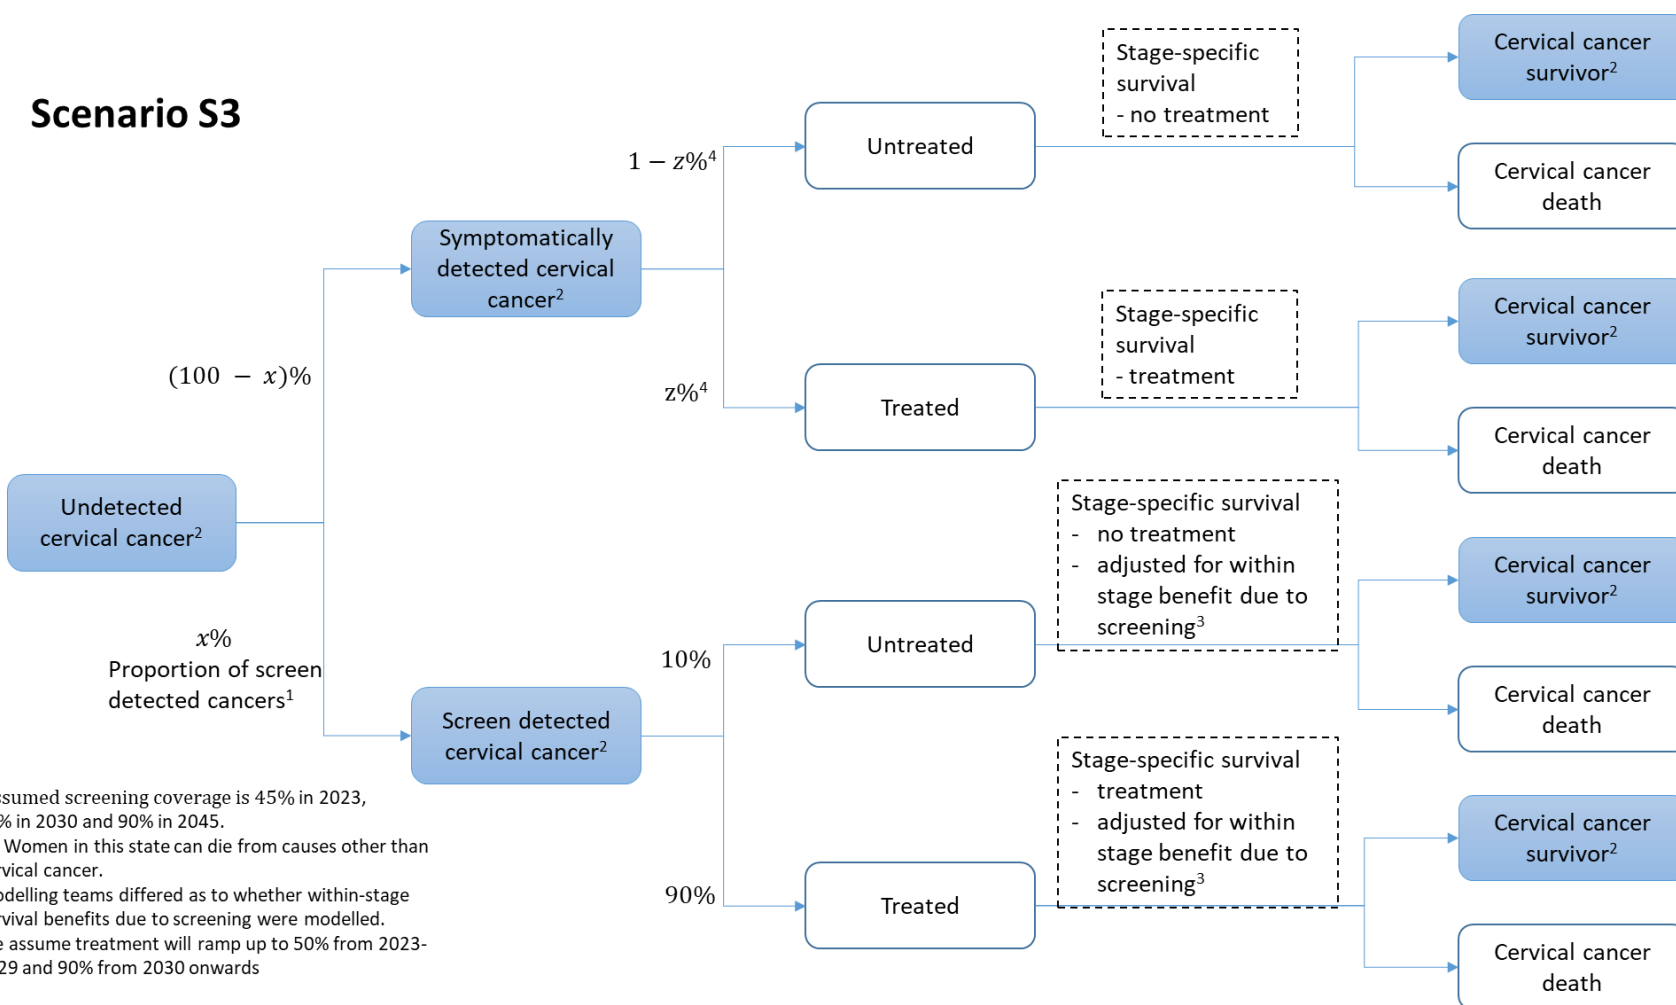 Scenario S3
Undetected
cervical cancer²
(100 − x)%
x%
Proportion of screen
detected cancers¹
Symptomatically
detected cervical
cancer²
Screen detected
cervical cancer²
1 − z%⁴
z%⁴
10%
90%
Untreated
Treated
Untreated
Treated
Stage-specific
survival
- no treatment
Stage-specific
survival
- treatment
Stage-specific survival
- no treatment
- adjusted for within
stage benefit due to
screening³
Stage-specific survival
- treatment
- adjusted for within
stage benefit due to
screening³
Cervical cancer
survivor²
Cervical cancer
death
Cervical cancer
survivor²
Cervical cancer
death
Cervical cancer
survivor²
Cervical cancer
death
Cervical cancer
survivor²
Cervical cancer
death
screening coverage is 45% in 2023,
% in 2030 and 90% in 2045.
Women in this state can die from causes other than
cancer.
teams differed as to whether within-stage
benefits due to screening were modelled.
assume treatment will ramp up to 50% from 2023-
29 and 90% from 2030 onwards